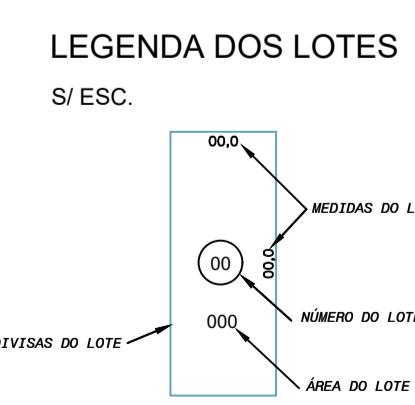 LEGENDA DOS LOTES
S/ ESC.
00,0
MEDIDAS DO L
00,0
00
NÚMERO DO LOTE
000
IVISAS DO LOTE
ÁREA DO LOTE